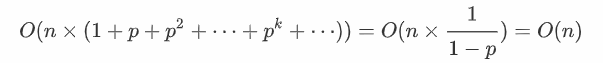 O(n × (1 + p + p² + ⋯ + pᵏ + ⋯)) = O(n × 1/(1 − p)) = O(n)